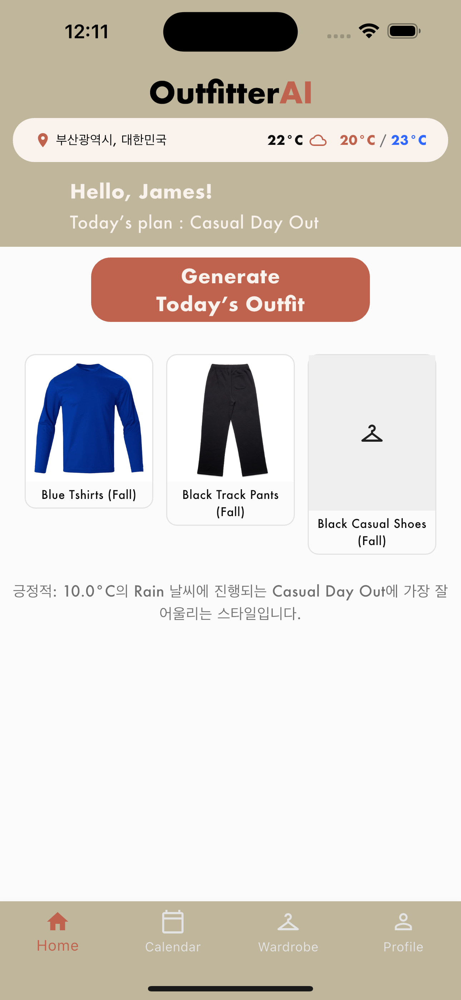 12:11
OutfitterAI
부산광역시, 대한민국 22°C 20°C / 23°C
Hello, James!
Today’s plan : Casual Day Out
Generate
Today’s Outfit
Blue Tshirts (Fall)
Black Track Pants
(Fall)
Black Casual Shoes
(Fall)
긍정적: 10.0°C의 Rain 날씨에 진행되는 Casual Day Out에 가장 잘
어울리는 스타일입니다.
Home Calendar Wardrobe Profile